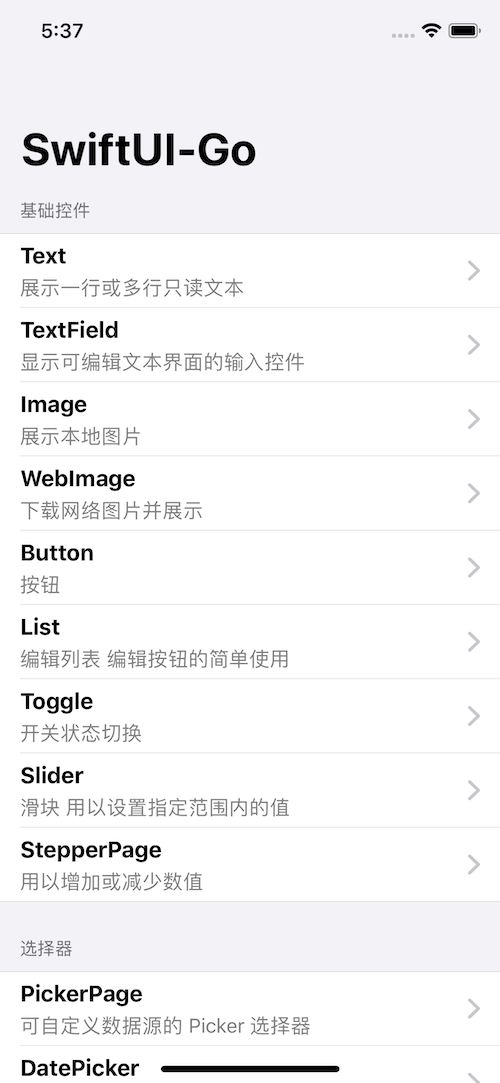 5:37
SwiftUI-Go
基础控件
Text
展示一行或多行只读文本
TextField
显示可编辑文本界面的输入控件
Image
展示本地图片
WebImage
下载网络图片并展示
Button
按钮
List
编辑列表 编辑按钮的简单使用
Toggle
开关状态切换
Slider
滑块 用以设置指定范围内的值
StepperPage
用以增加或减少数值
选择器
PickerPage
可自定义数据源的 Picker 选择器
DatePicker